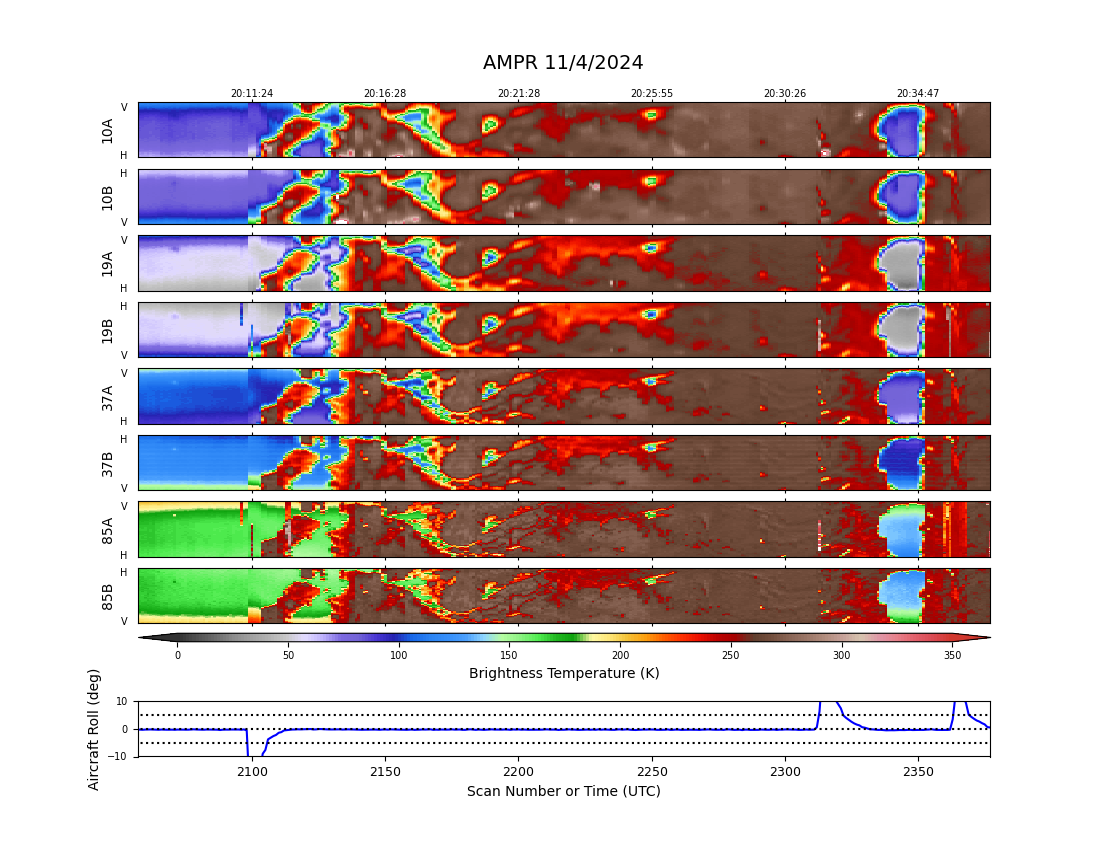 AMPR 11/4/2024
20:11:24 20:16:28 20:21:28 20:25:55 20:30:26 20:34:47
V
10A
H
H
10B
V
V
19A
H
H
19B
V
V
37A
H
H
37B
V
V
85A
H
H
85B
V
0 50 100 150 200 250 300 350
Brightness Temperature (K)
Aircraft Roll (deg)
10
0
−10
2100 2150 2200 2250 2300 2350
Scan Number or Time (UTC)